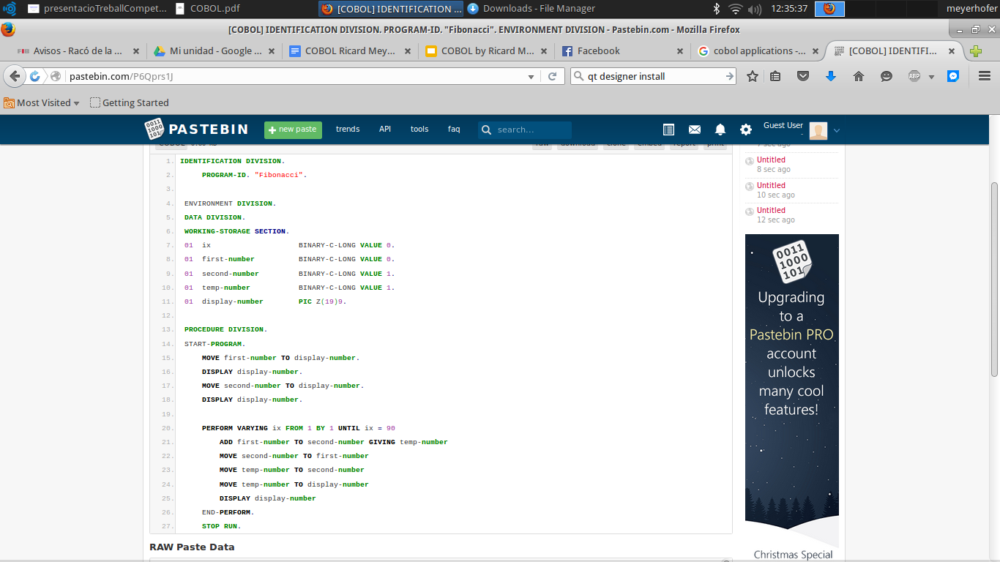 presentacioTreballCompet...
COBOL.pdf
[COBOL] IDENTIFICATION ...
Downloads - File Manager
12:35:37
meyerhofer
[COBOL] IDENTIFICATION DIVISION. PROGRAM-ID. "Fibonacci". ENVIRONMENT DIVISION - Pastebin.com - Mozilla Firefox
Avisos - Racó de la ...
Mi unidad - Google ...
COBOL Ricard Mey...
COBOL by Ricard M...
Facebook
cobol applications -...
[COBOL] IDENTIFI...
pastebin.com/P6Qprs1J
qt designer install
ABP
Most Visited
Getting Started
0011 1000 101
PASTEBIN
+ new paste
trends
API
tools
faq
search...
Guest User
-
1. IDENTIFICATION DIVISION.
2. PROGRAM-ID. "Fibonacci".
3.
4. ENVIRONMENT DIVISION.
5. DATA DIVISION.
6. WORKING-STORAGE SECTION.
7. 01 ix BINARY-C-LONG VALUE 0.
8. 01 first-number BINARY-C-LONG VALUE 0.
9. 01 second-number BINARY-C-LONG VALUE 1.
10. 01 temp-number BINARY-C-LONG VALUE 1.
11. 01 display-number PIC Z(19)9.
12.
13. PROCEDURE DIVISION.
14. START-PROGRAM.
15. MOVE first-number TO display-number.
16. DISPLAY display-number.
17. MOVE second-number TO display-number.
18. DISPLAY display-number.
19.
20. PERFORM VARYING ix FROM 1 BY 1 UNTIL ix = 90
21. ADD first-number TO second-number GIVING temp-number
22. MOVE second-number TO first-number
23. MOVE temp-number TO second-number
24. MOVE temp-number TO display-number
25. DISPLAY display-number
26. END-PERFORM.
27. STOP RUN.
RAW Paste Data
Untitled
8 sec ago
Untitled
10 sec ago
Untitled
12 sec ago
0011
1000
101
Upgrading
to a
Pastebin PRO
account
unlocks
many cool
features!
Christmas Special